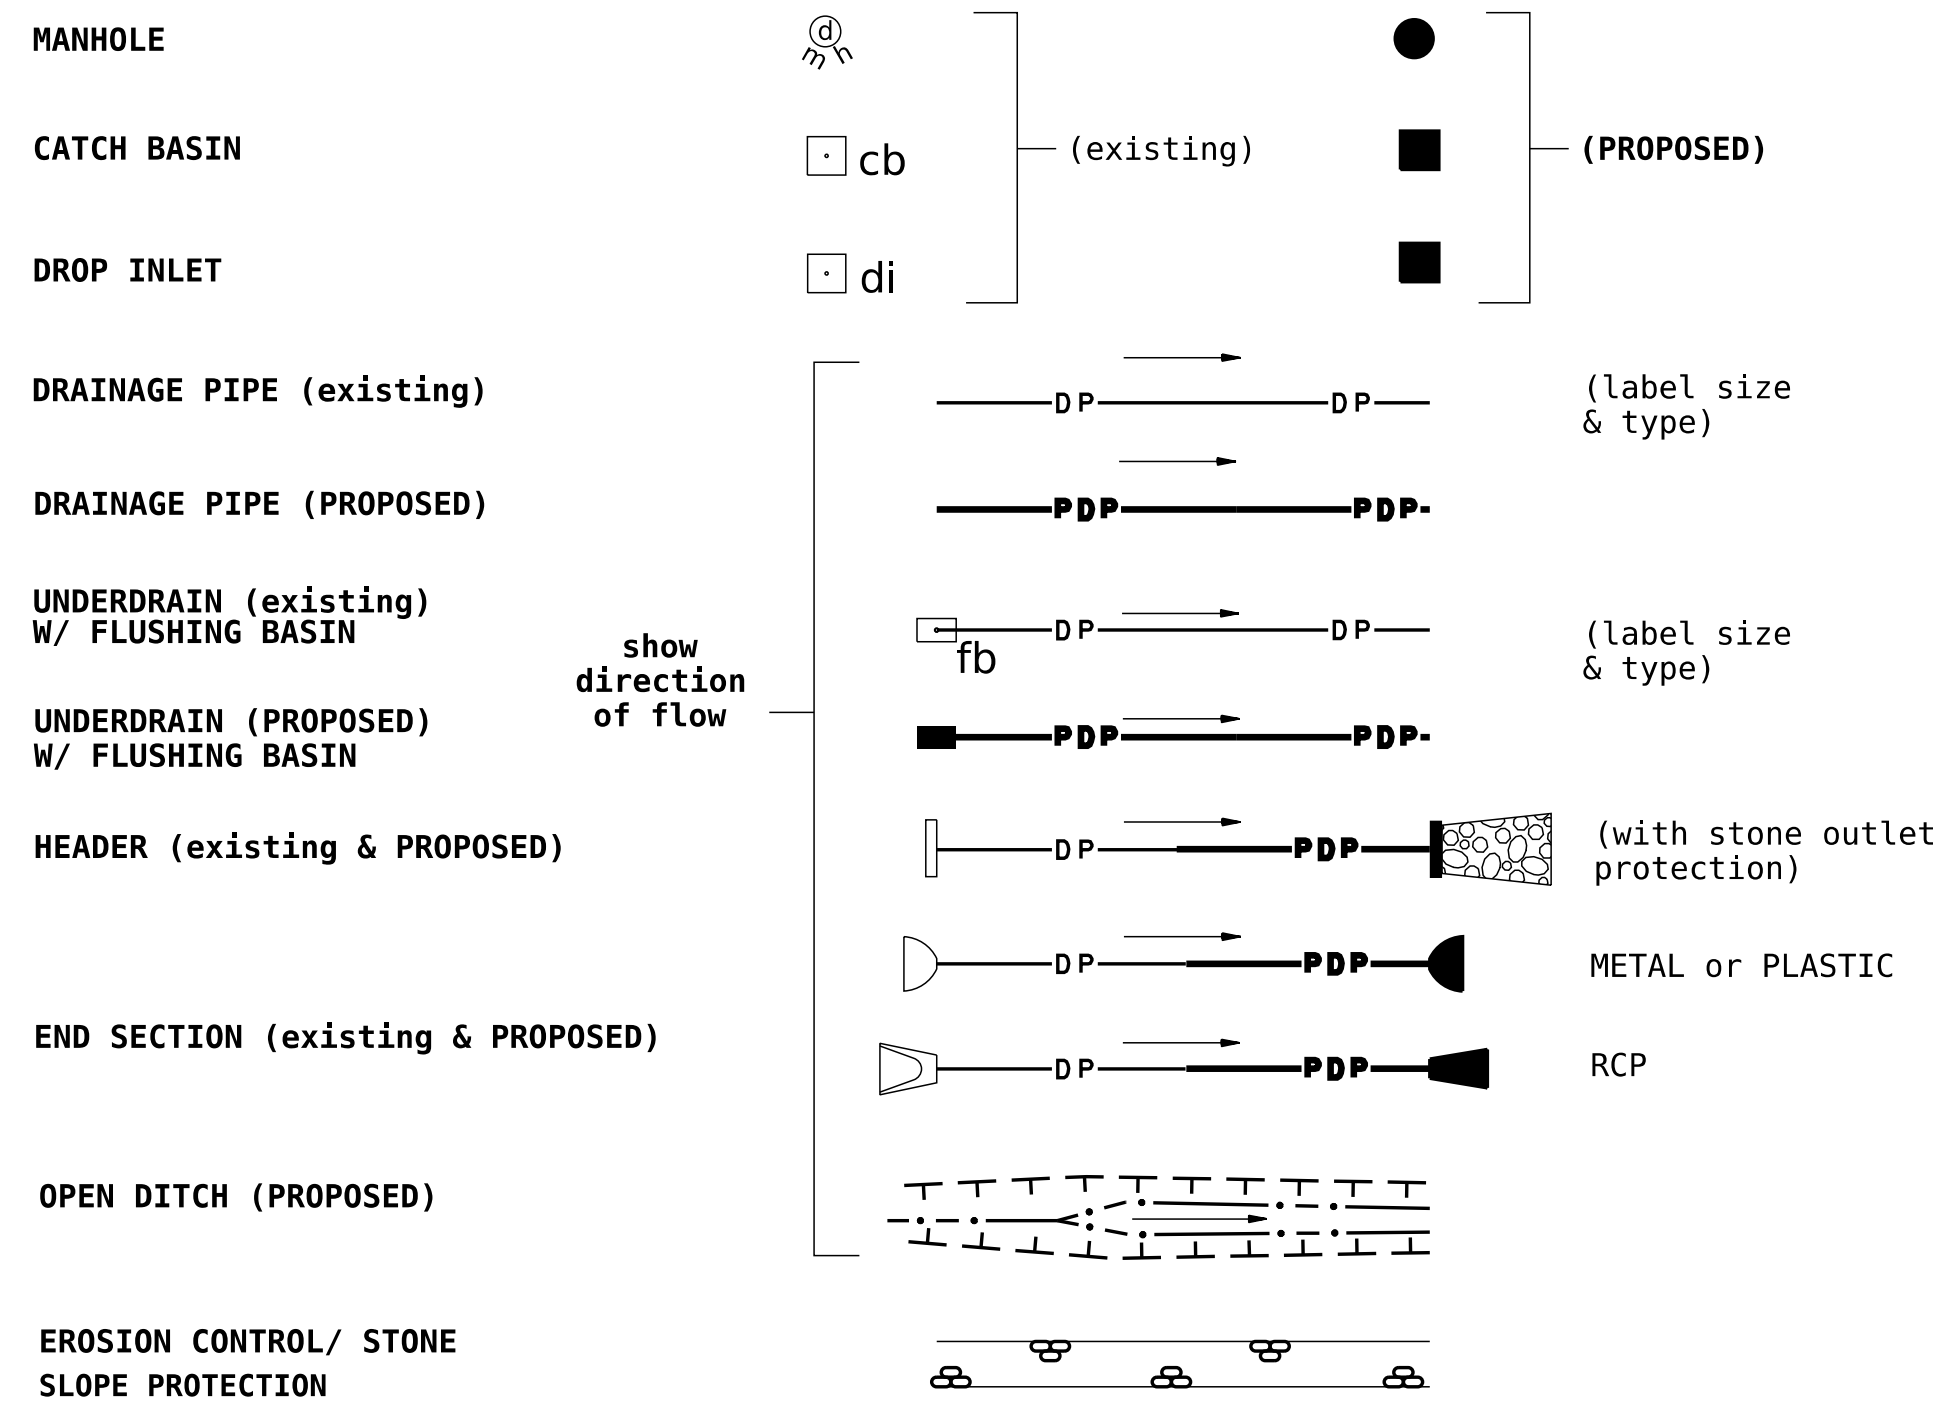 MANHOLE
d
m h
CATCH BASIN
cb
(existing)
(PROPOSED)
DROP INLET
di
DRAINAGE PIPE (existing)
DP DP
(label size
& type)
DRAINAGE PIPE (PROPOSED)
PDP PDP
UNDERDRAIN (existing)
W/ FLUSHING BASIN
fb
DP DP
(label size
& type)
show
direction
of flow
UNDERDRAIN (PROPOSED)
W/ FLUSHING BASIN
PDP PDP
HEADER (existing & PROPOSED)
DP PDP
(with stone outlet
protection)
DP PDP
METAL or PLASTIC
END SECTION (existing & PROPOSED)
DP PDP
RCP
OPEN DITCH (PROPOSED)
EROSION CONTROL/ STONE
SLOPE PROTECTION